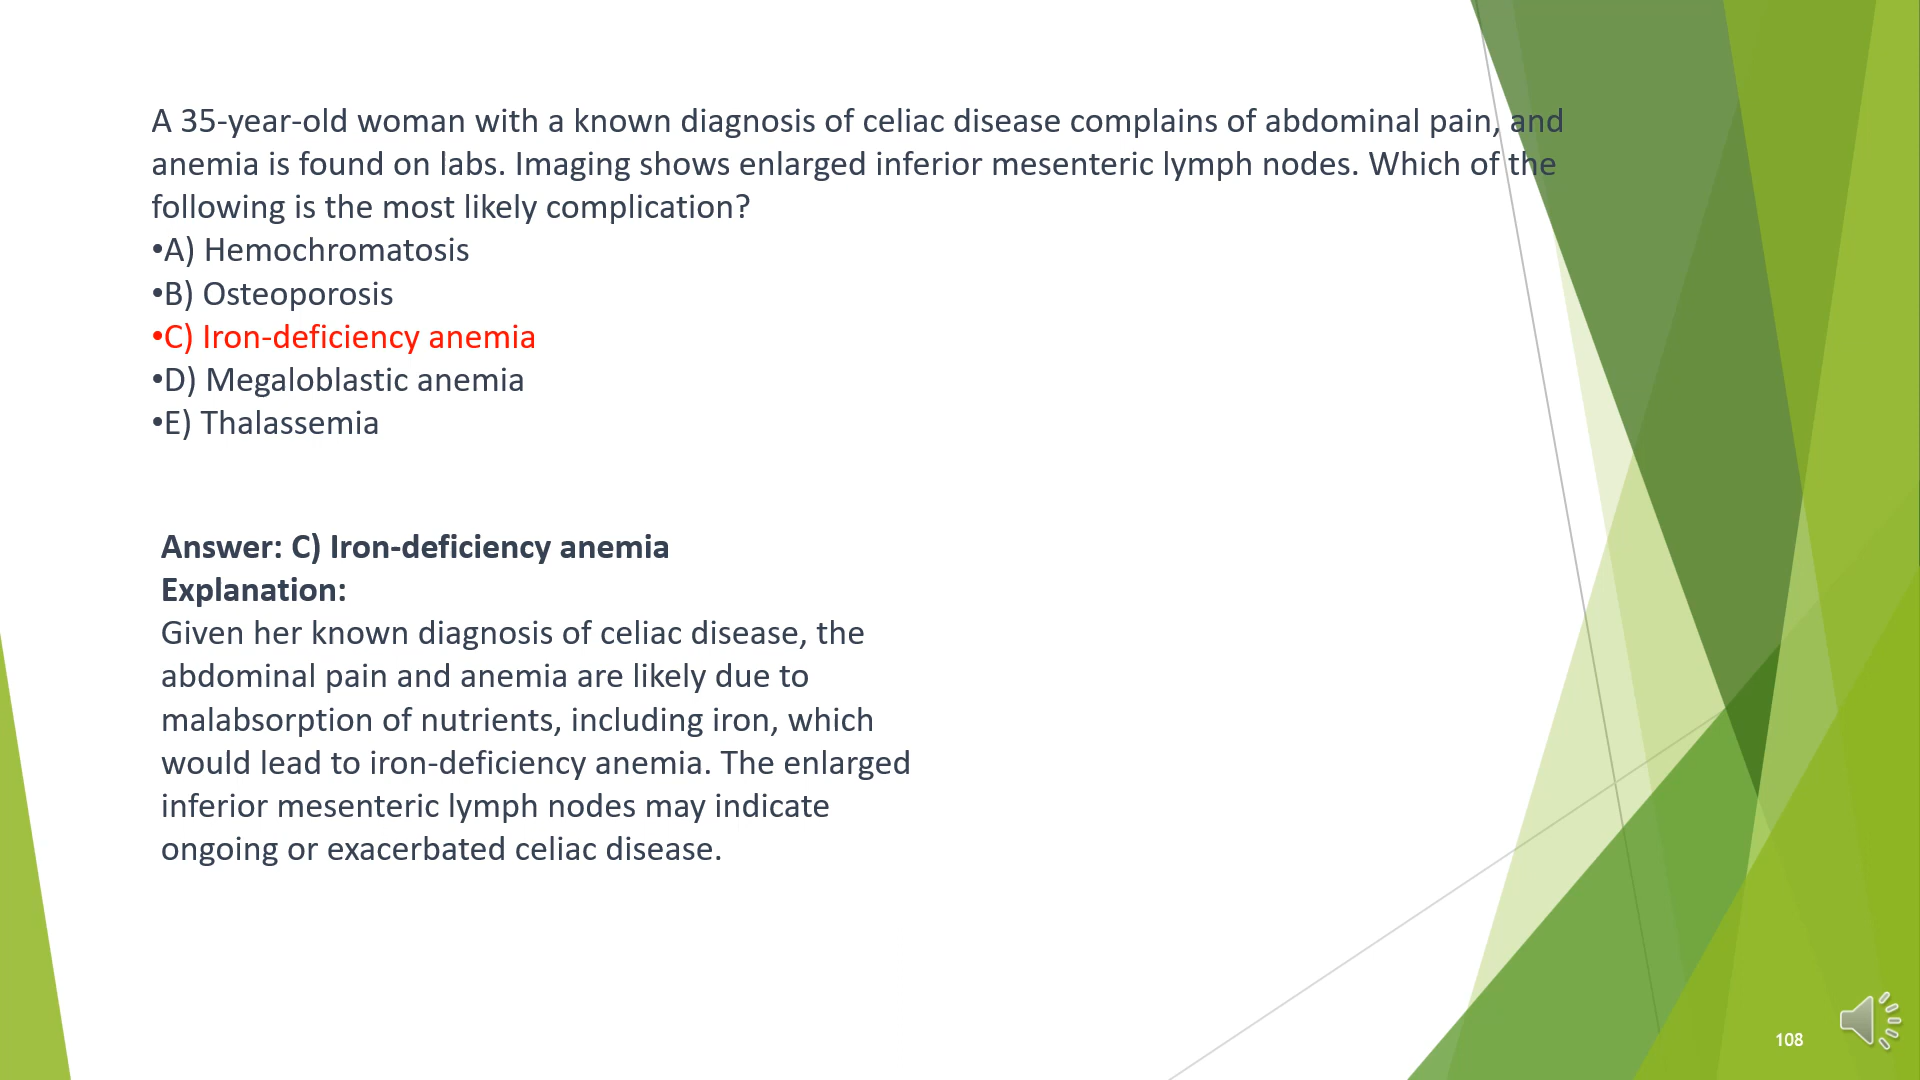 A 35-year-old woman with a known diagnosis of celiac disease complains of abdominal pain, and
anemia is found on labs. Imaging shows enlarged inferior mesenteric lymph nodes. Which of the
following is the most likely complication?
•A) Hemochromatosis
•B) Osteoporosis
•C) Iron-deficiency anemia
•D) Megaloblastic anemia
•E) Thalassemia
Answer: C) Iron-deficiency anemia
Explanation:
Given her known diagnosis of celiac disease, the
abdominal pain and anemia are likely due to
malabsorption of nutrients, including iron, which
would lead to iron-deficiency anemia. The enlarged
inferior mesenteric lymph nodes may indicate
ongoing or exacerbated celiac disease.
108